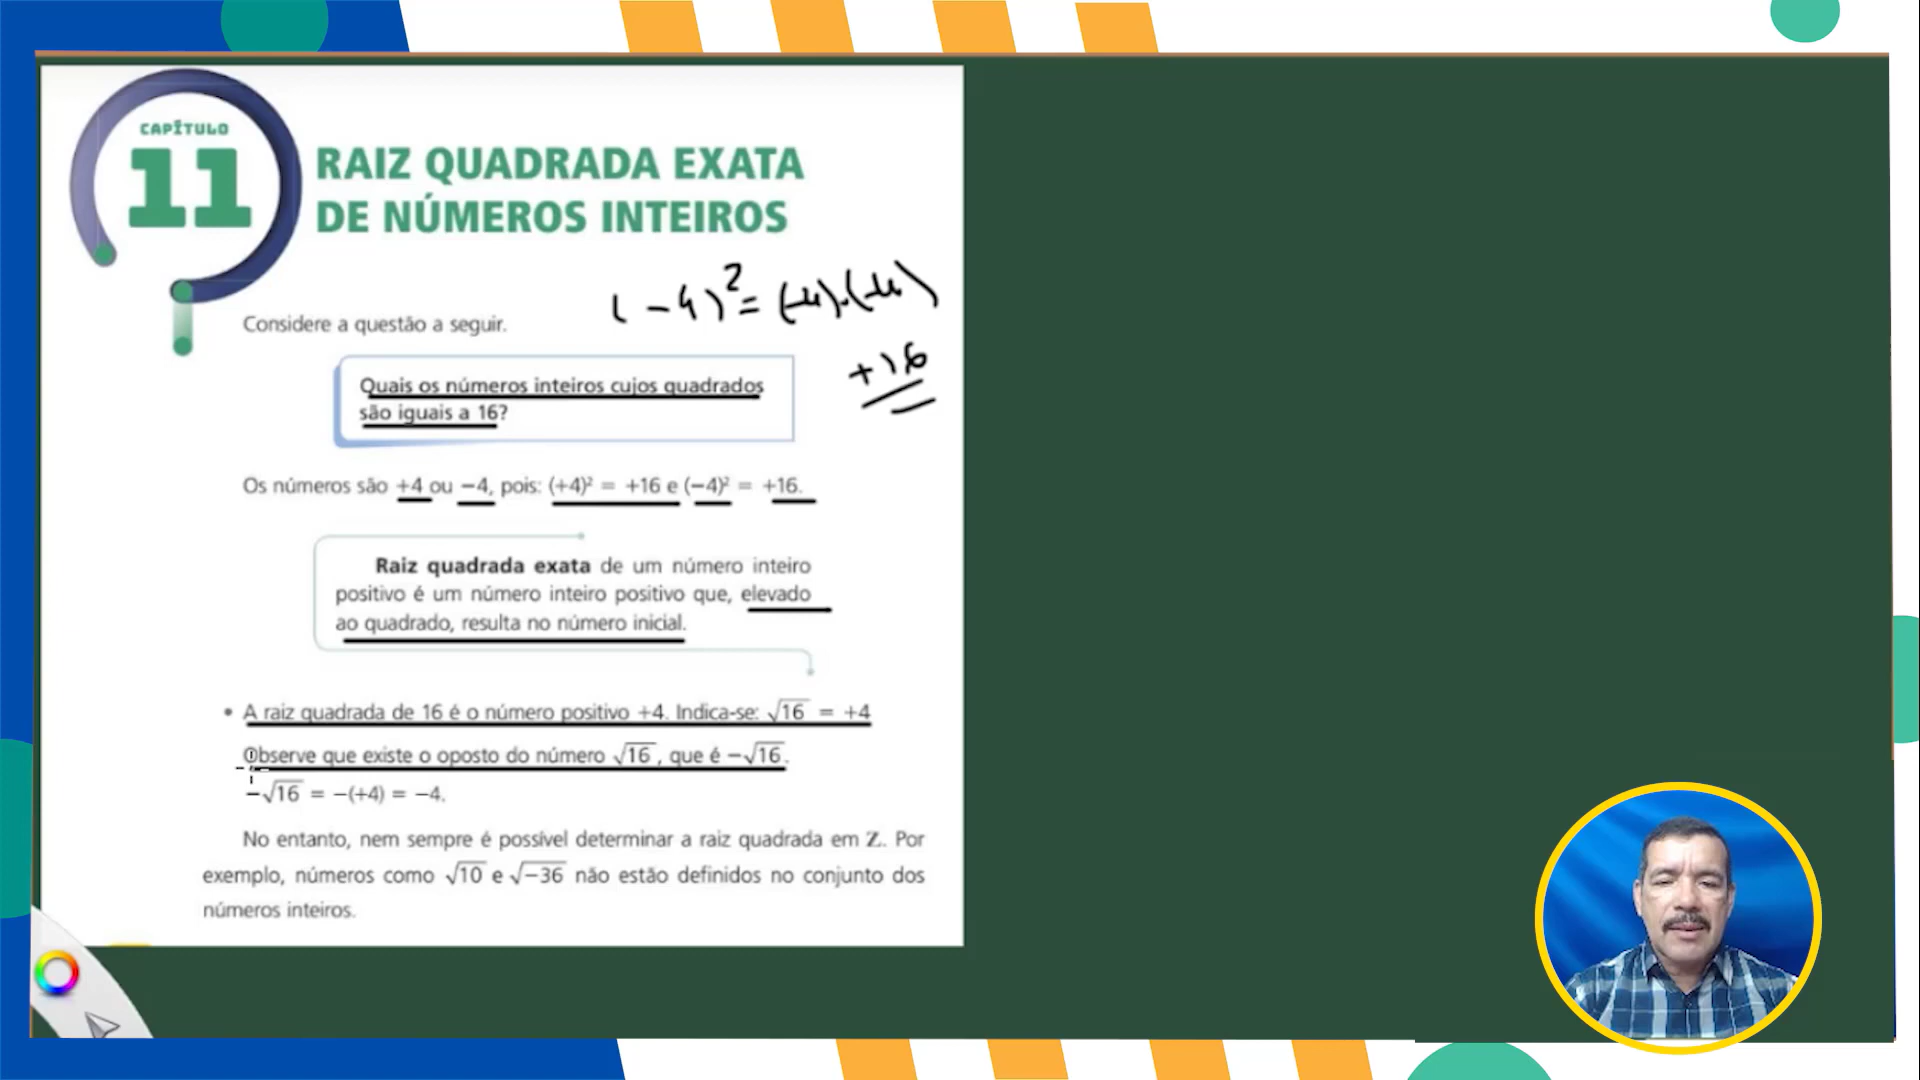 CAPÍTULO
11
RAIZ QUADRADA EXATA
DE NÚMEROS INTEIROS
(-4)² = (-4).(-4)
Considere a questão a seguir.
+16
Quais os números inteiros cujos quadrados
são iguais a 16?
Os números são +4 ou −4, pois: (+4)² = +16 e (−4)² = +16.
Raiz quadrada exata de um número inteiro
positivo é um número inteiro positivo que, elevado
ao quadrado, resulta no número inicial.
• A raiz quadrada de 16 é o número positivo +4. Indica-se: √16 = +4
Observe que existe o oposto do número √16, que é −√16.
−√16 = −(+4) = −4.
No entanto, nem sempre é possível determinar a raiz quadrada em Z. Por
exemplo, números como √10 e √−36 não estão definidos no conjunto dos
números inteiros.